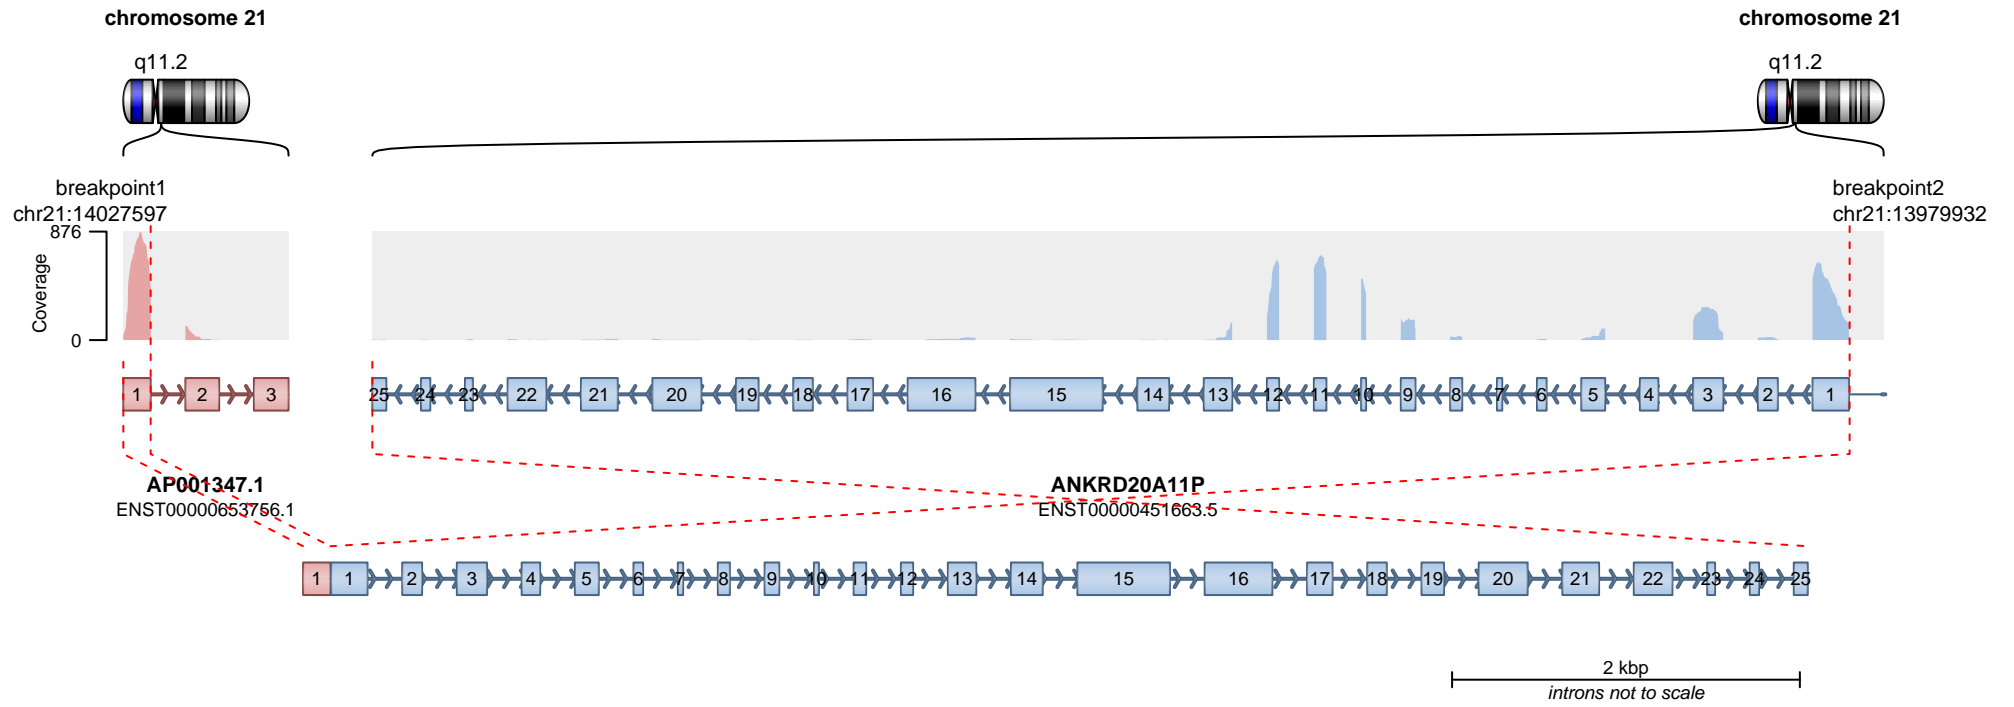 chromosome 21
chromosome 21
q11.2
q11.2
breakpoint1
chr21:14027597
breakpoint2
chr21:13979932
876
Coverage
0
1 2 3
25 24 23 22 21 20 19 18 17 16 15 14 13 12 11 10 9 8 7 6 5 4 3 2 1
AP001347.1
ENST00000653756.1
ANKRD20A11P
ENST00000451663.5
1 1 2 3 4 5 6 7 8 9 10 11 12 13 14 15 16 17 18 19 20 21 22 23 24 25
2 kbp
introns not to scale